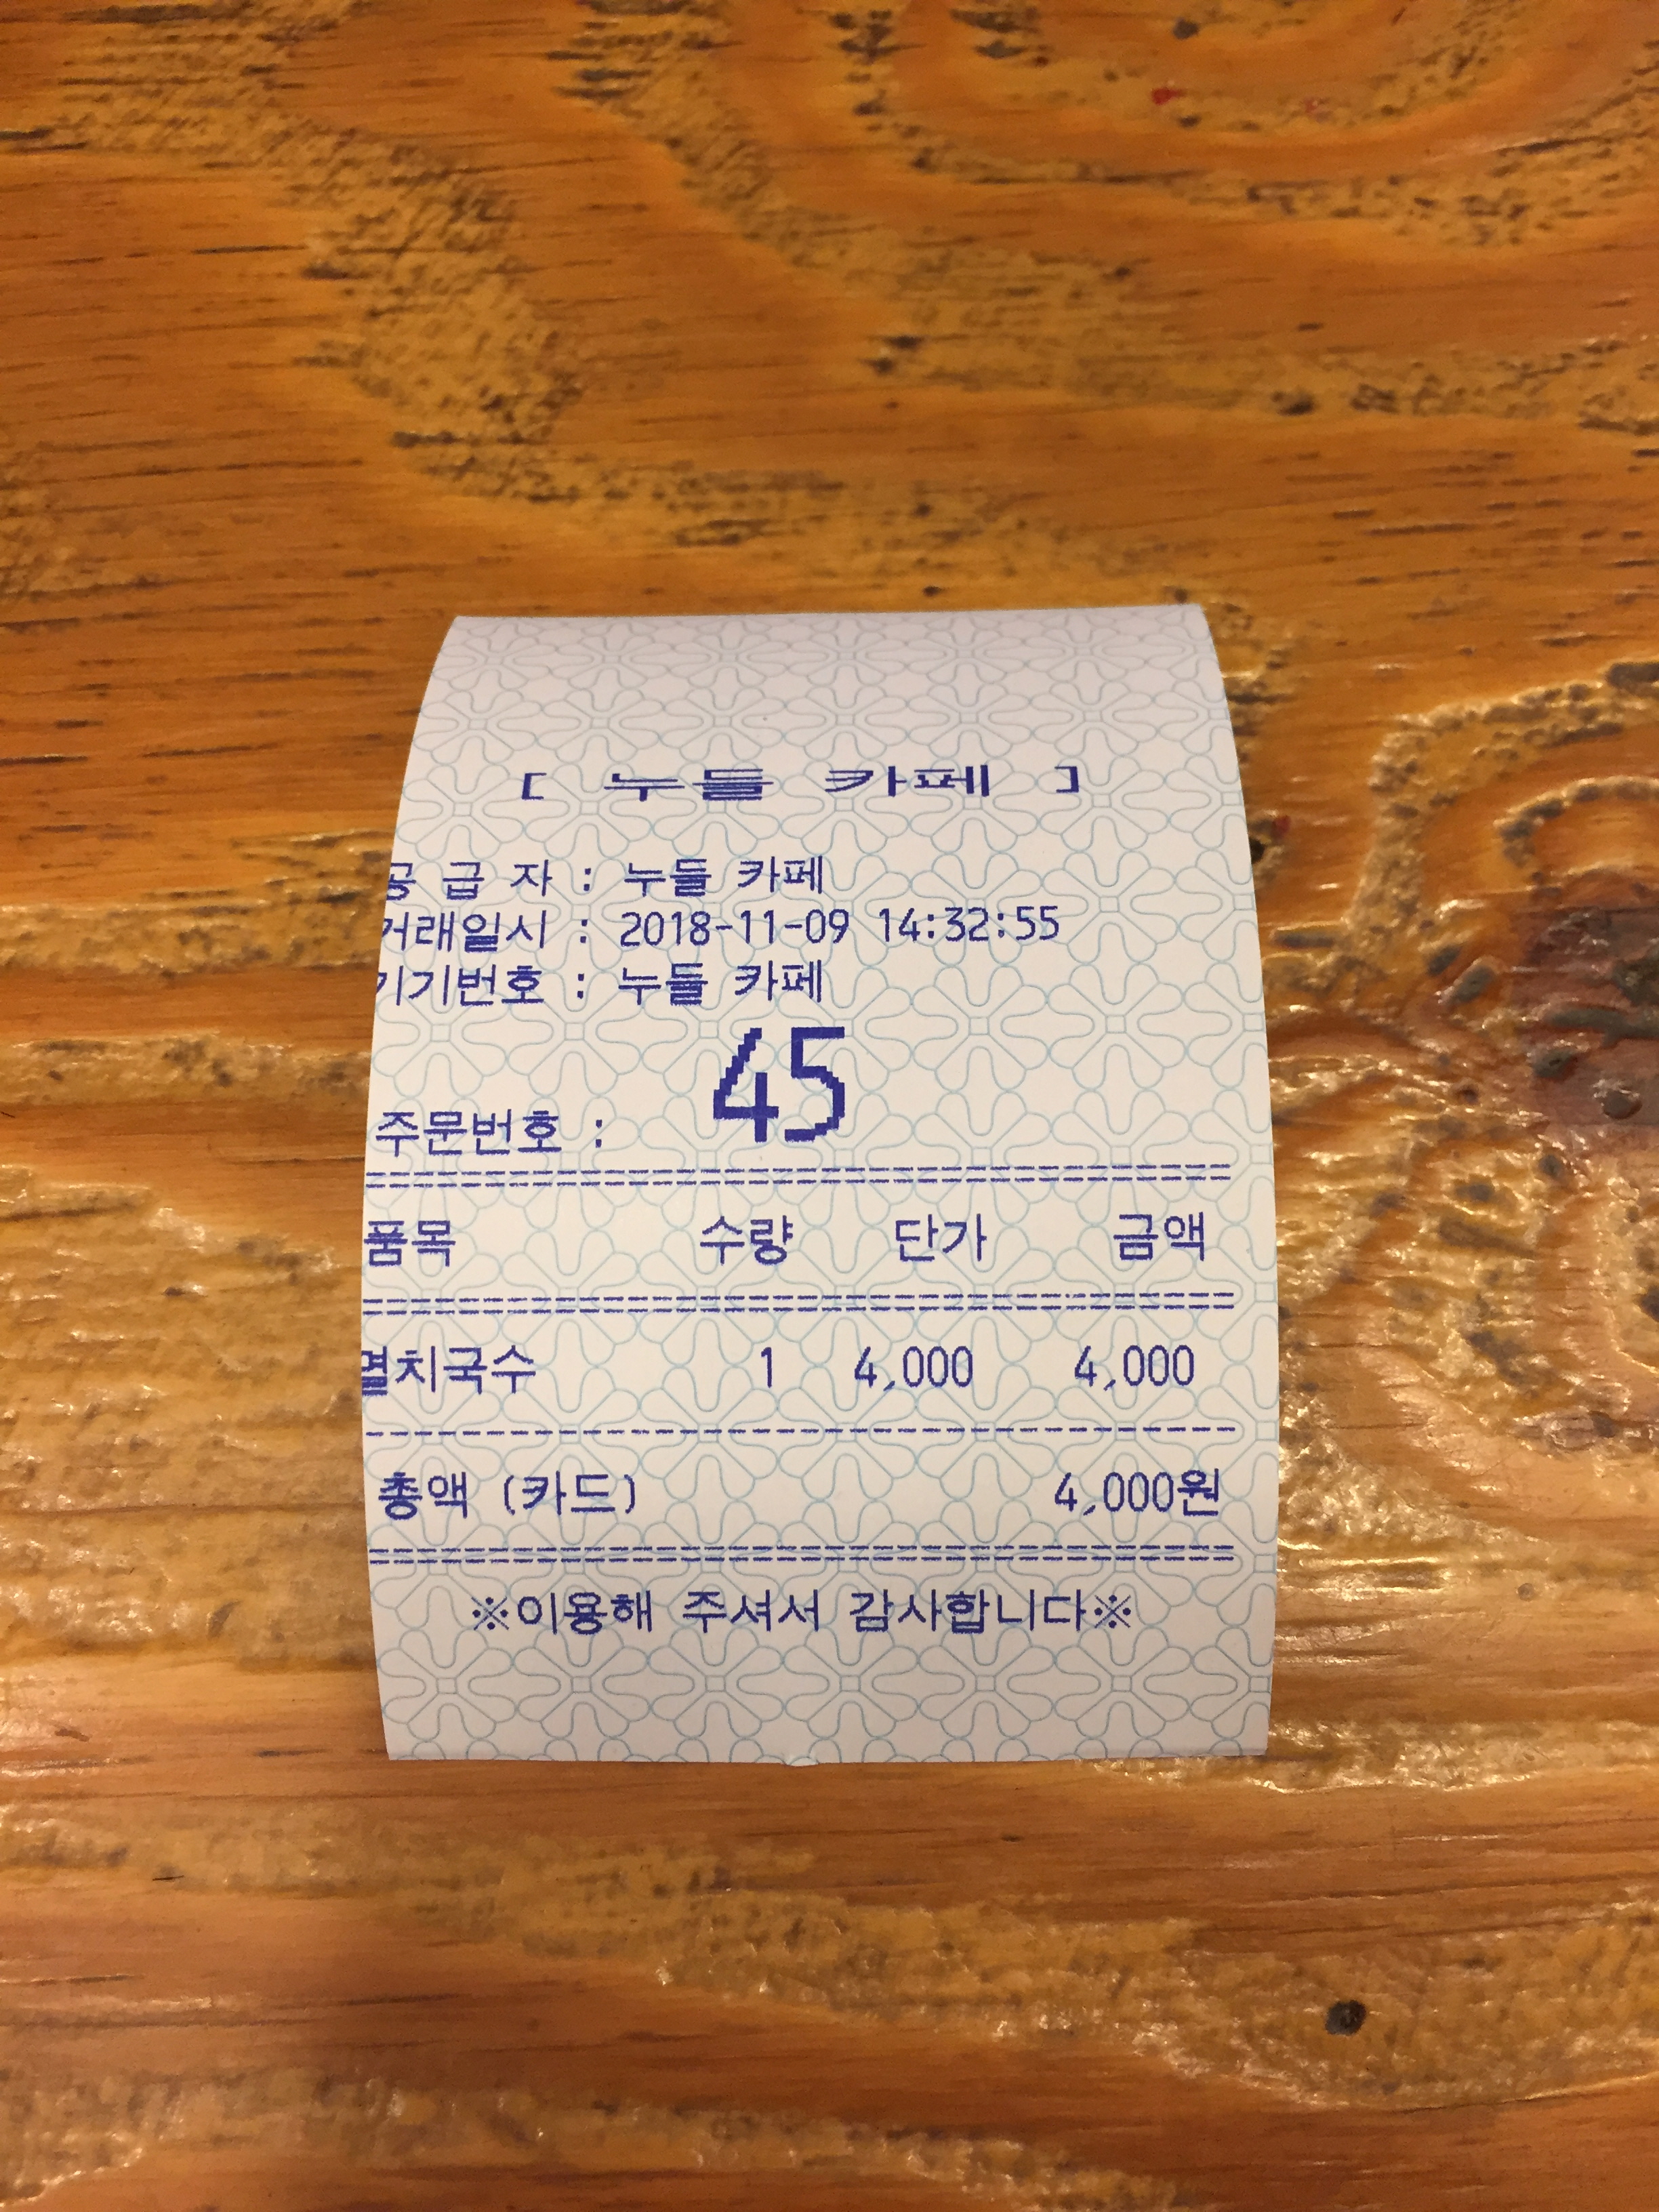 [ 누들 카페 ]
공 급 자 : 누들 카페
거래일시 : 2018-11-09 14:32:55
기기번호 : 누들 카페
주문번호 : 45
품목 수량 단가 금액
멸치국수 1 4,000 4,000
총액 (카드) 4,000원
※이용해 주셔서 감사합니다※